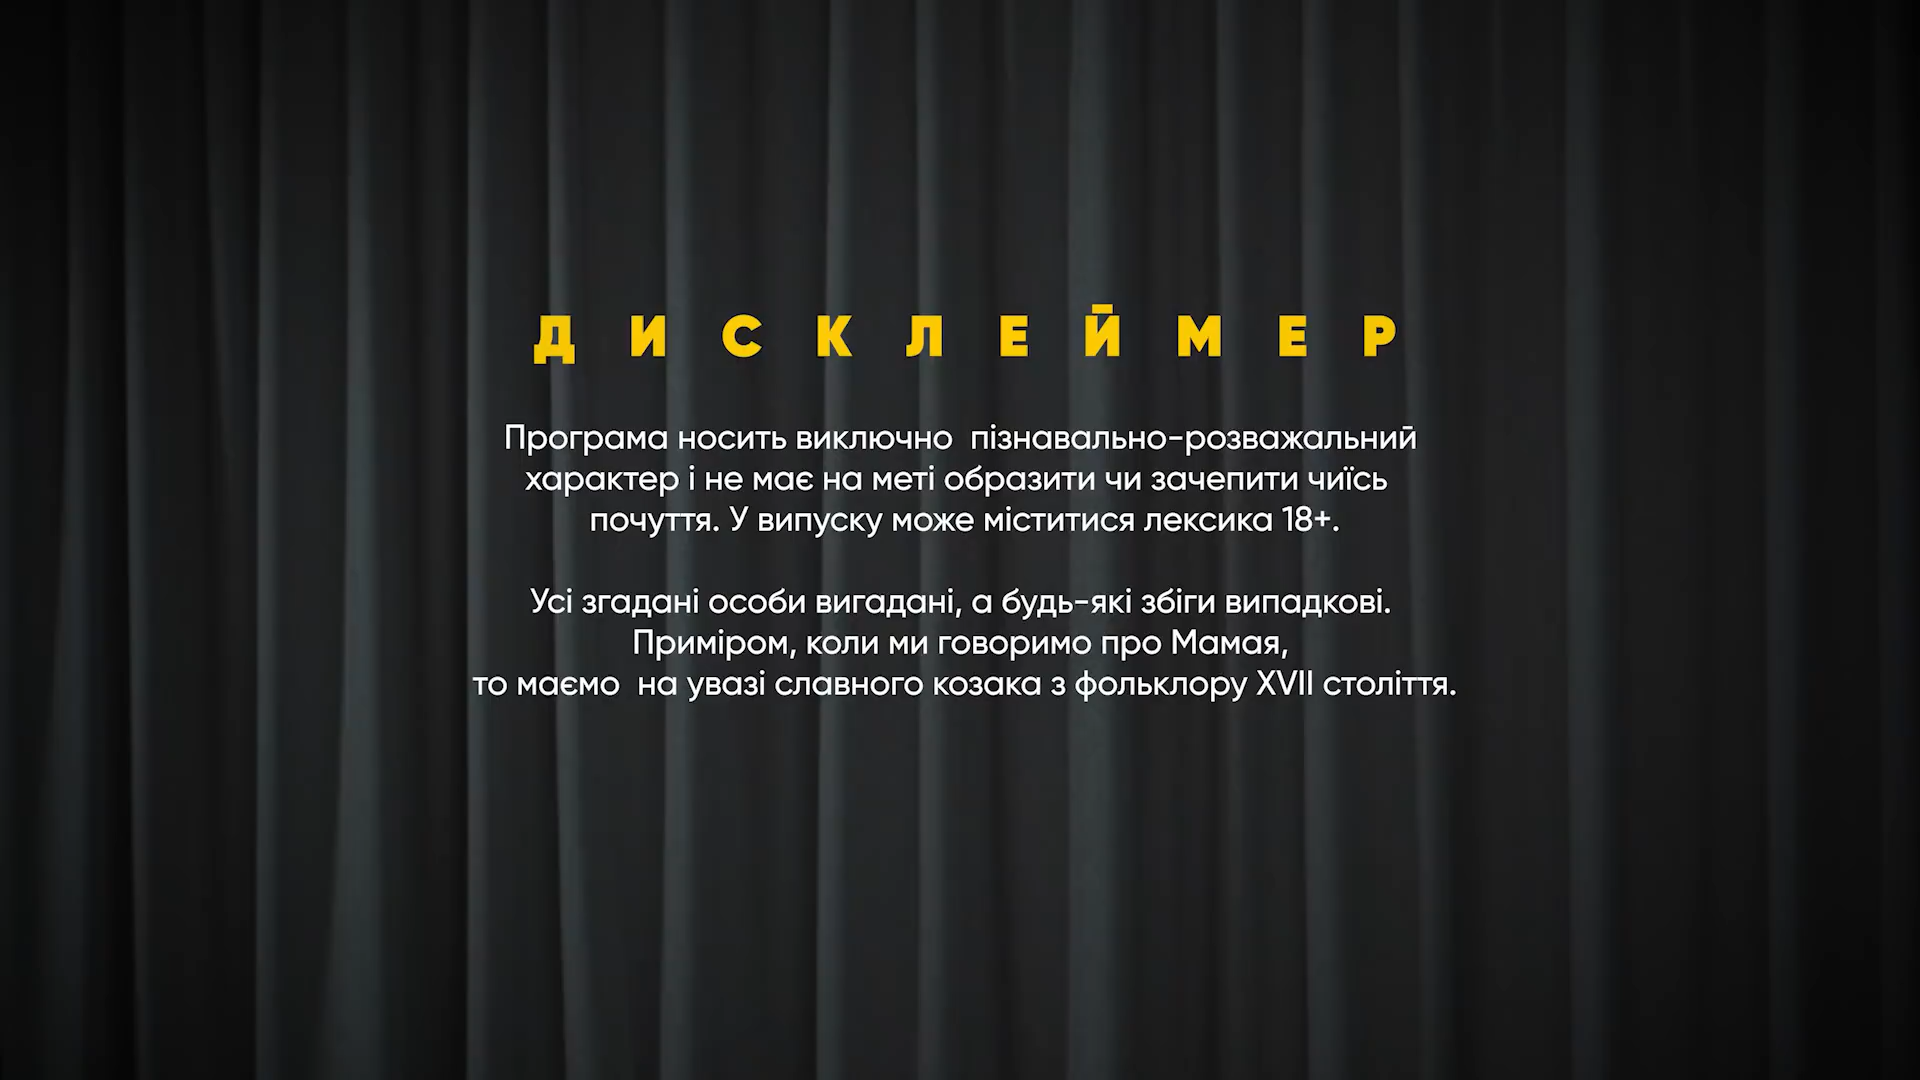 ДИСКЛЕЙМЕР
Програма носить виключно  пізнавально-розважальний
характер і не має на меті образити чи зачепити чиїсь
почуття. У випуску може міститися лексика 18+.
Усі згадані особи вигадані, а будь-які збіги випадкові.
Приміром, коли ми говоримо про Мамая,
то маємо  на увазі славного козака з фольклору XVII століття.